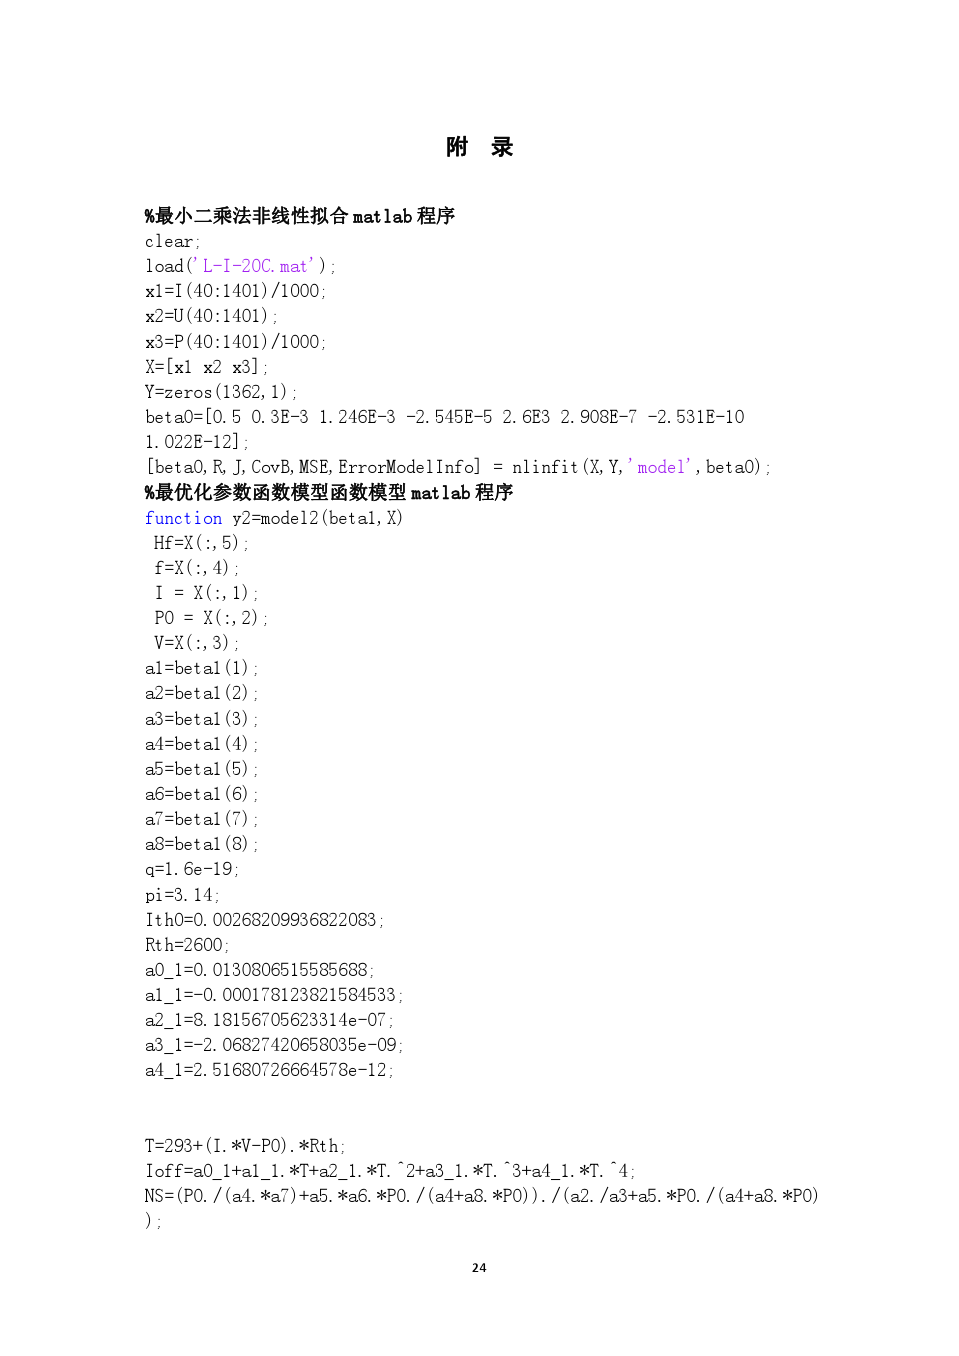 附 录
%最小二乘法非线性拟合 matlab 程序
clear;
load('L-I-20C.mat');
x1=I(40:1401)/1000;
x2=U(40:1401);
x3=P(40:1401)/1000;
X=[x1 x2 x3];
Y=zeros(1362,1);
beta0=[0.5 0.3E-3 1.246E-3 -2.545E-5 2.6E3 2.908E-7 -2.531E-10
1.022E-12];
[beta0,R,J,CovB,MSE,ErrorModelInfo] = nlinfit(X,Y,'model',beta0);
%最优化参数函数模型函数模型 matlab 程序
function y2=model2(beta1,X)
Hf=X(:,5);
f=X(:,4);
I = X(:,1);
P0 = X(:,2);
V=X(:,3);
a1=beta1(1);
a2=beta1(2);
a3=beta1(3);
a4=beta1(4);
a5=beta1(5);
a6=beta1(6);
a7=beta1(7);
a8=beta1(8);
q=1.6e-19;
pi=3.14;
Ith0=0.00268209936822083;
Rth=2600;
a0_1=0.0130806515585688;
a1_1=-0.000178123821584533;
a2_1=8.18156705623314e-07;
a3_1=-2.06827420658035e-09;
a4_1=2.51680726664578e-12;
T=293+(I.*V-P0).*Rth;
Ioff=a0_1+a1_1.*T+a2_1.*T.^2+a3_1.*T.^3+a4_1.*T.^4;
NS=(P0./(a4.*a7)+a5.*a6.*P0./(a4+a8.*P0))./(a2./a3+a5.*P0./(a4+a8.*P0)
);
24